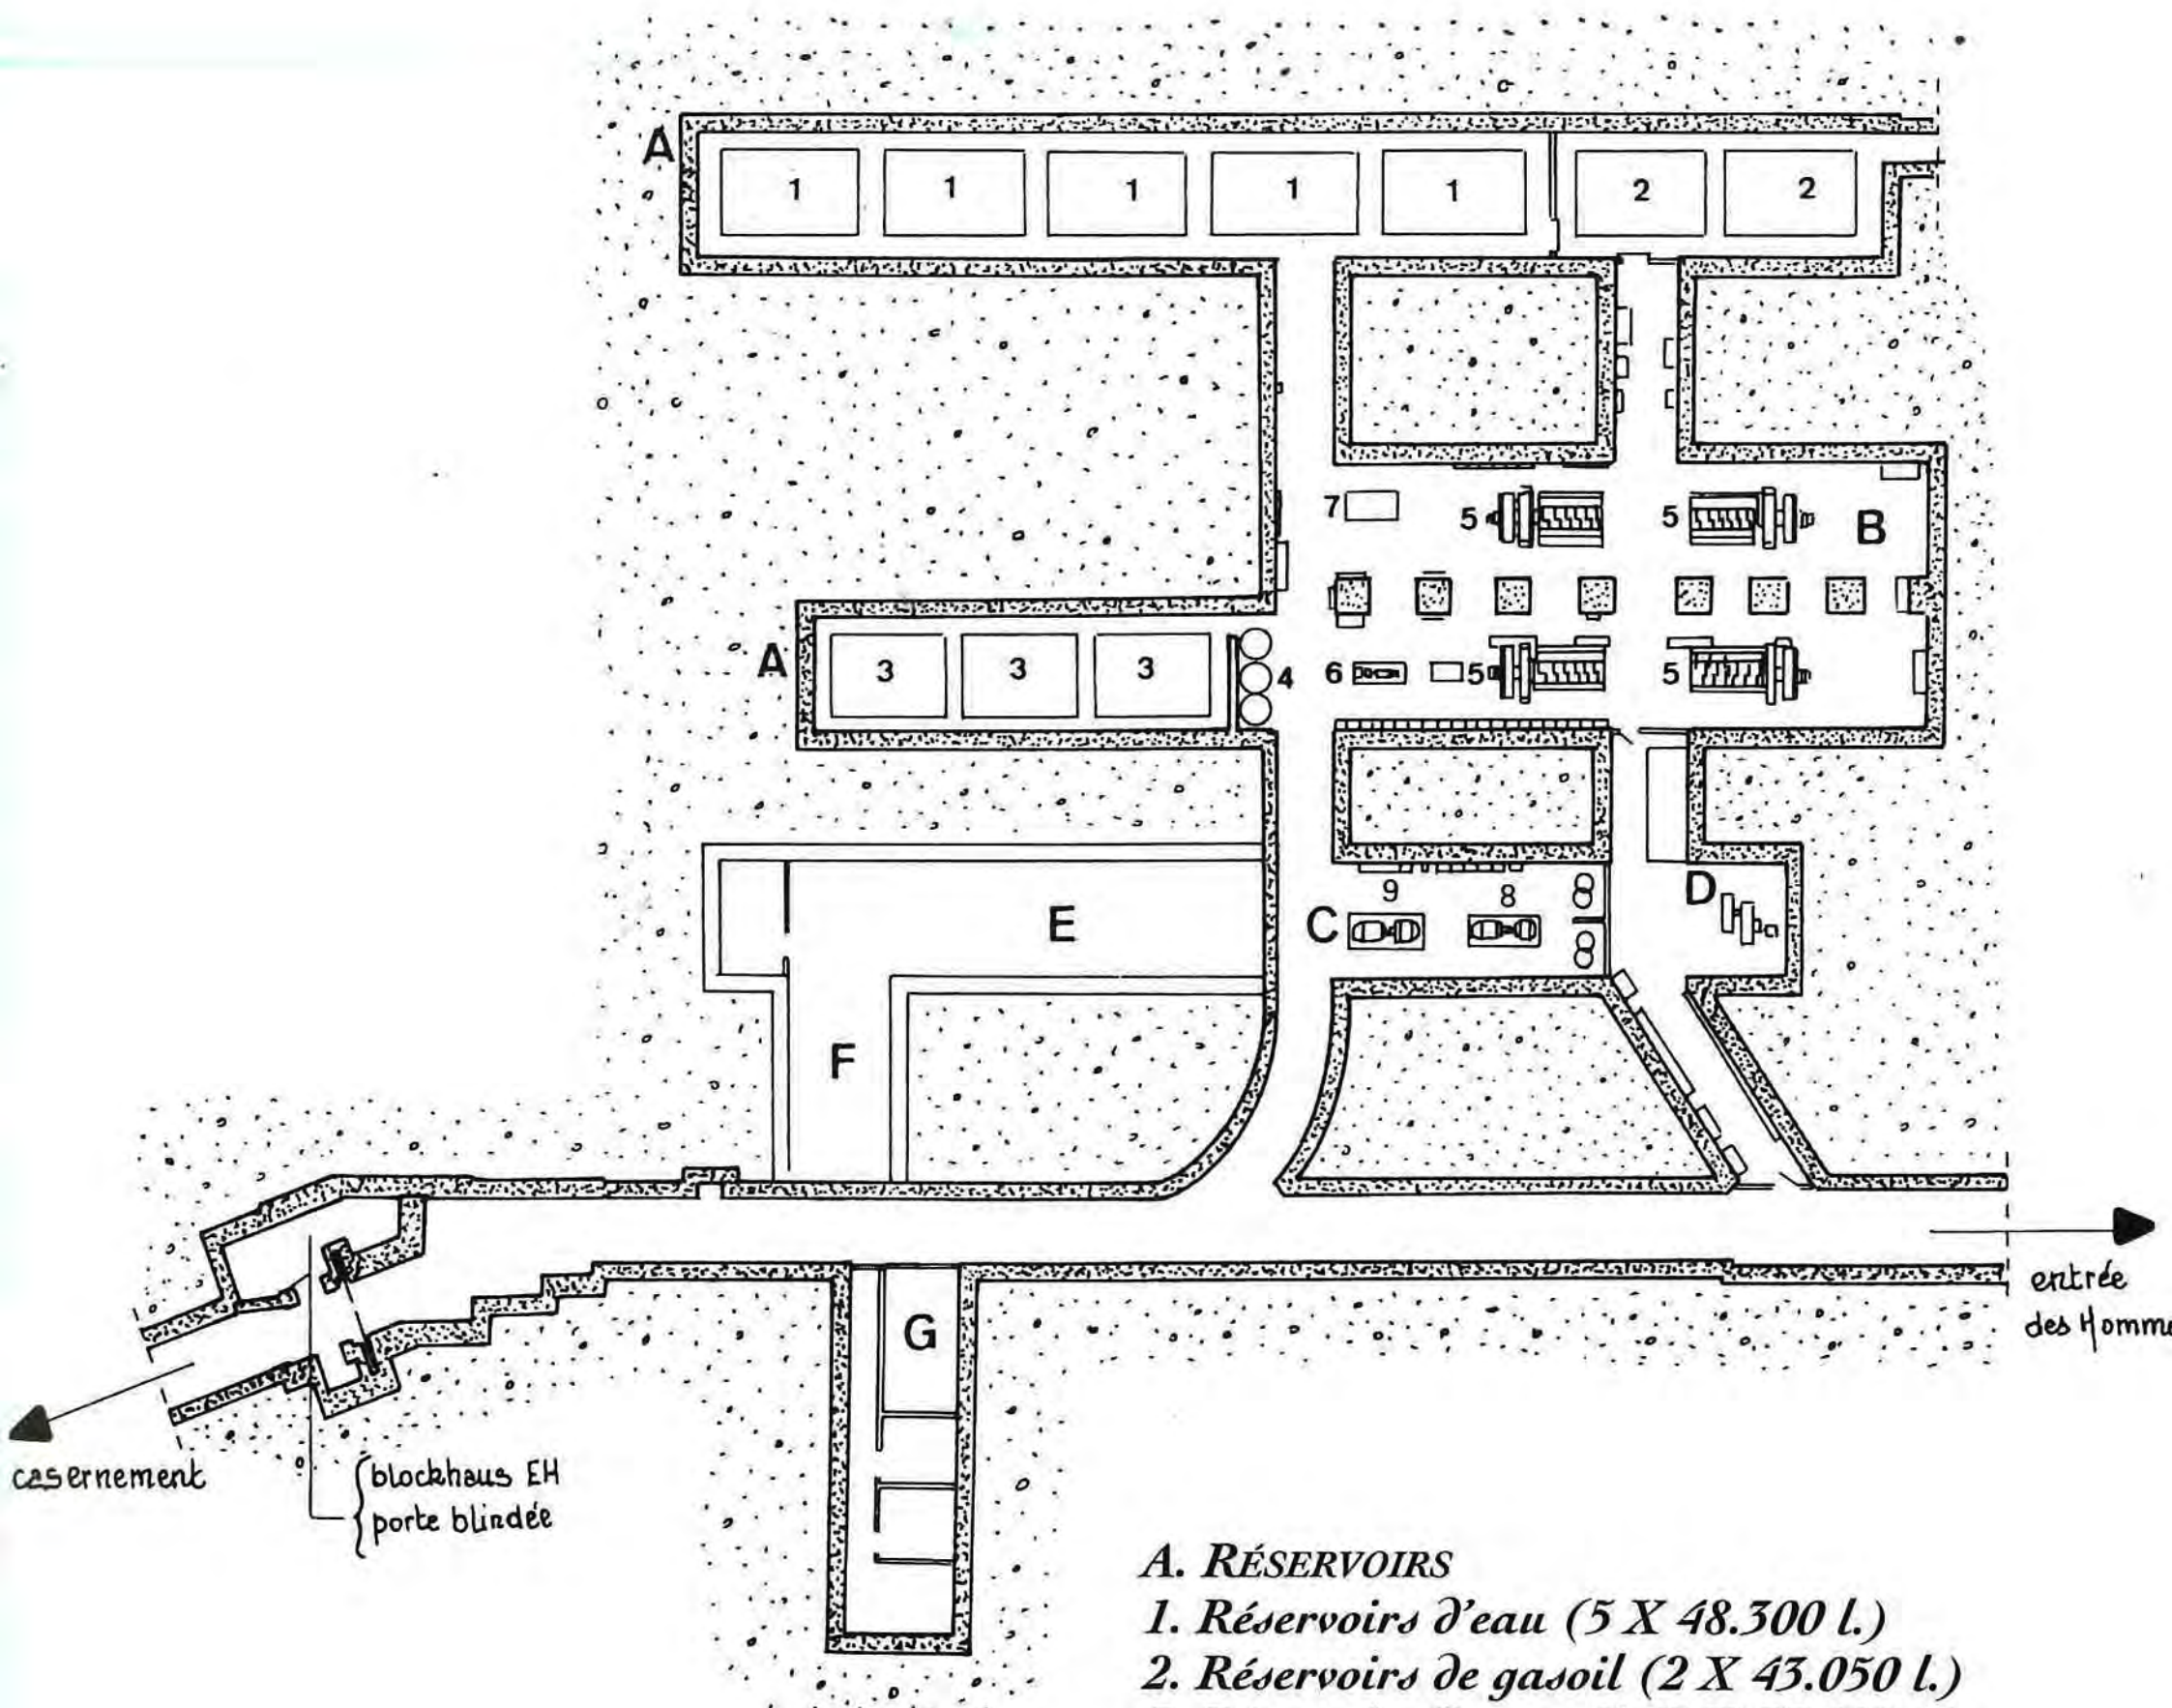 A
1 1 1 1 1 2 2
7 5 5 B
A 3 3 3 4 6 5 5
9 8 D
E C
F
G
entrée
des Homm
casernement
blockhaus EH
porte blindée
A. RÉSERVOIRS
1. Réservoirs d'eau (5 X 48.300 l.)
2. Réservoirs de gasoil (2 X 43.050 l.)